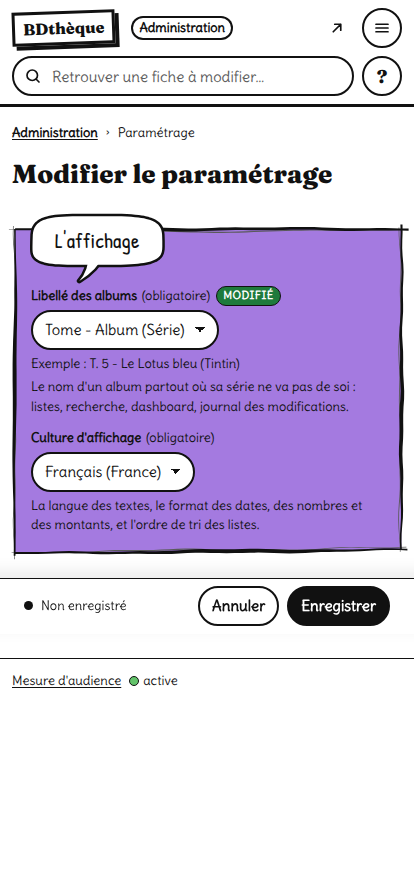 BDthèque
Administration
Retrouver une fiche à modifier...
?
Administration › Paramétrage
Modifier le paramétrage
L'affichage
Libellé des albums (obligatoire) MODIFIÉ
Tome - Album (Série)
Exemple : T. 5 - Le Lotus bleu (Tintin)
Le nom d'un album partout où sa série ne va pas de soi :
listes, recherche, dashboard, journal des modifications.
Culture d'affichage (obligatoire)
Français (France)
La langue des textes, le format des dates, des nombres et
des montants, et l'ordre de tri des listes.
Non enregistré
Annuler
Enregistrer
Mesure d'audience active